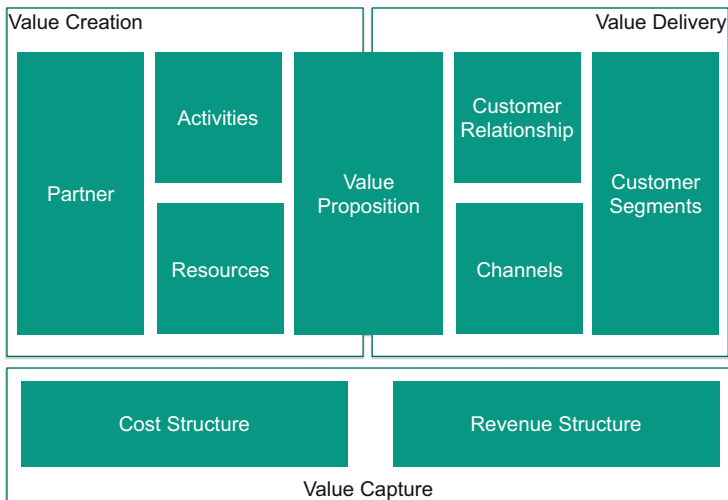 Value Creation
Value Delivery
Partner
Activities
Resources
Value
Proposition
Customer
Relationship
Channels
Customer
Segments
Cost Structure
Revenue Structure
Value Capture